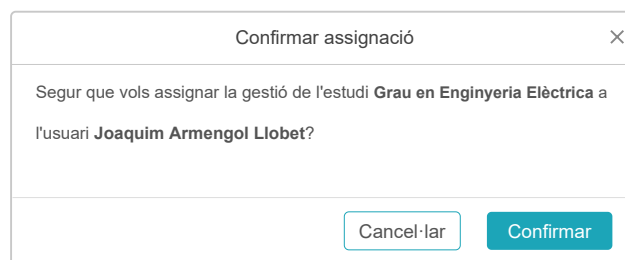 Confirmar assignació
Segur que vols assignar la gestió de l'estudi Grau en Enginyeria Elèctrica a
l'usuari Joaquim Armengol Llobet?
Cancel·lar Confirmar